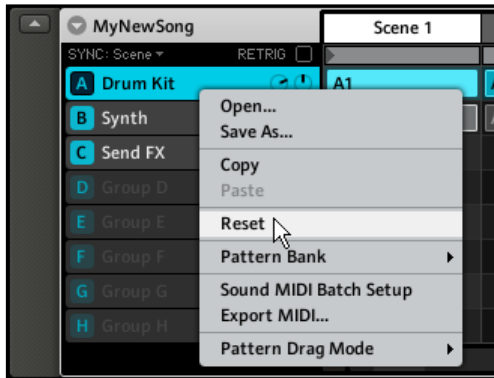 MyNewSong
Scene 1
SYNC: Scene
RETRIG
A Drum Kit
A1
B Synth
C Send FX
D Group D
E Group E
F Group F
G Group G
H Group H
Open...
Save As...
Copy
Paste
Reset
Pattern Bank
Sound MIDI Batch Setup
Export MIDI...
Pattern Drag Mode